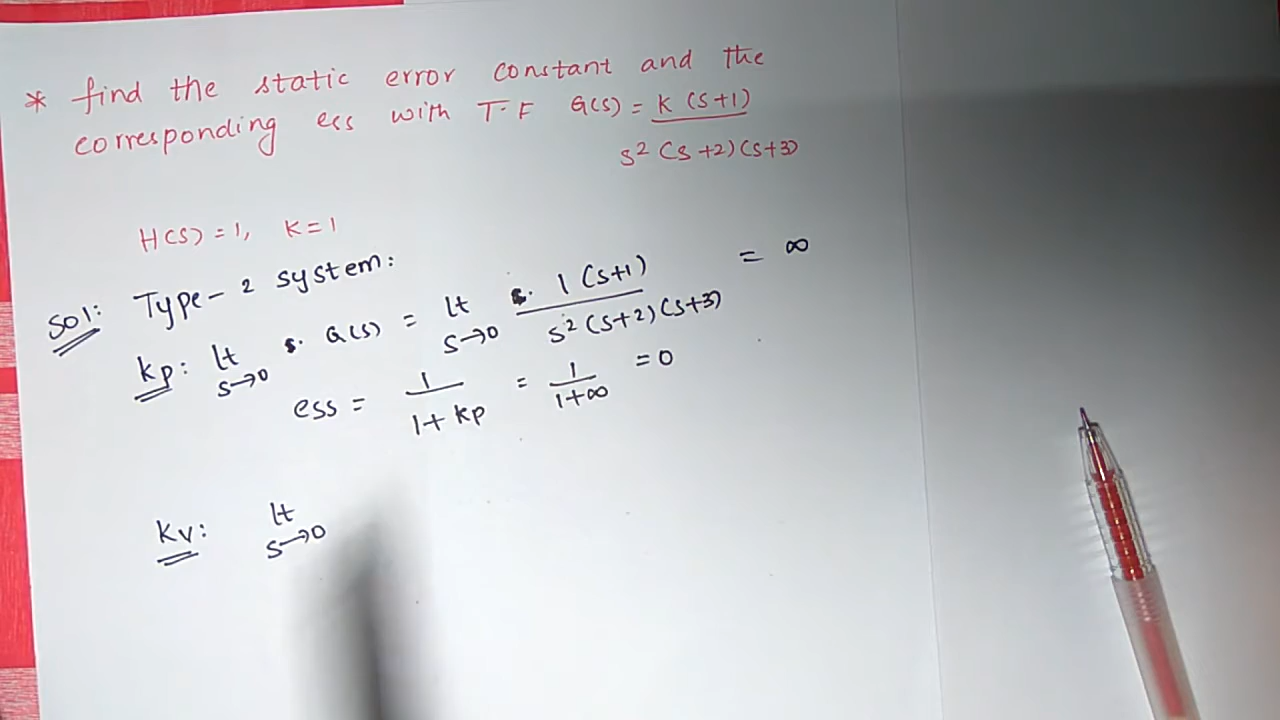 * find the static error constant and the
corresponding ess with T.F G(s) = K (s+1)
s² (s+2)(s+3)
H(s) = 1, K = 1
Sol: Type - 2 system:
kp: lt s→0 G(s) = lt s→0 1 (s+1) / s² (s+2)(s+3) = ∞
ess = 1 / 1 + kp = 1 / 1+∞ = 0
kv: lt s→0